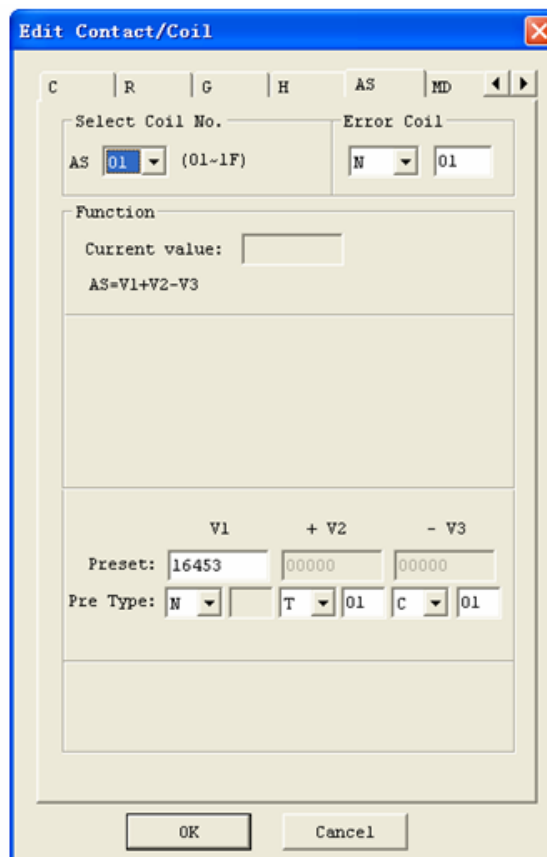 Edit Contact/Coil
C R G H AS MD
Select Coil No. Error Coil
AS 01 (01~1F) N 01
Function
Current value:
AS=V1+V2-V3
V1 + V2 - V3
Preset: 16453 00000 00000
Pre Type: N T 01 C 01
OK Cancel